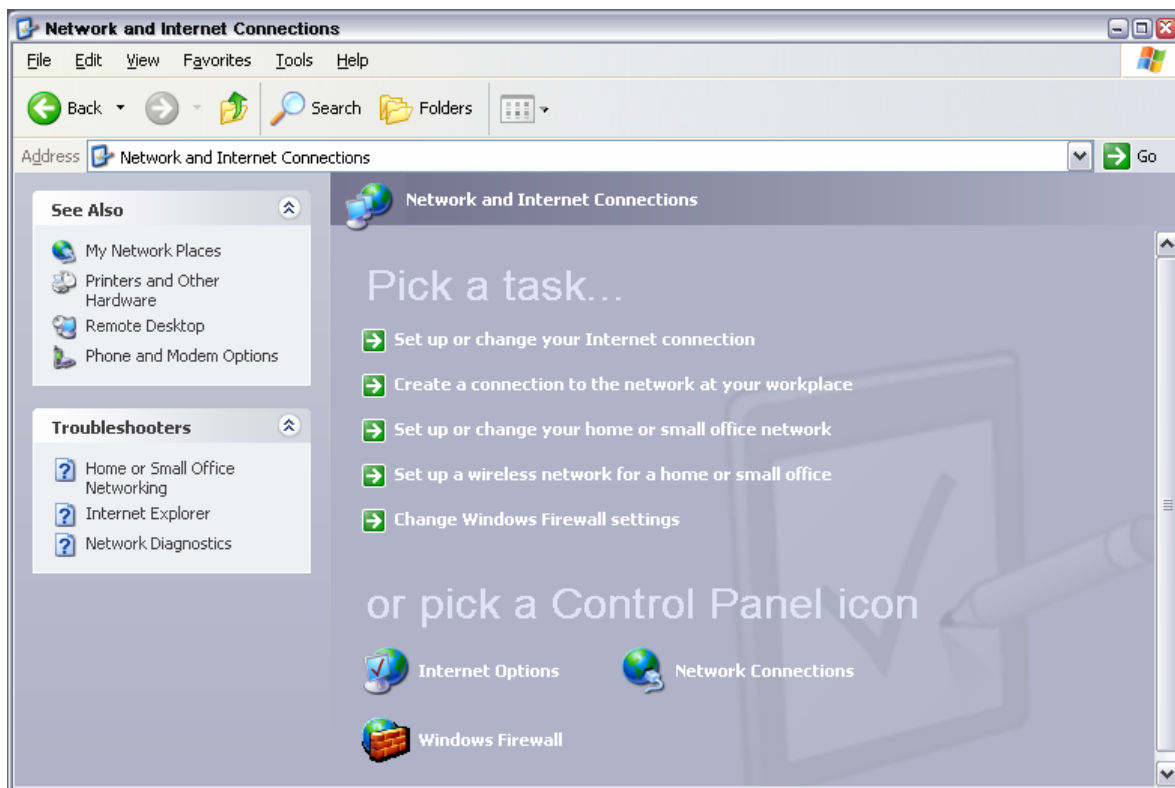 Network and Internet Connections
File Edit View Favorites Tools Help
Back Search Folders
Address Network and Internet Connections Go
See Also
My Network Places
Printers and Other
Hardware
Remote Desktop
Phone and Modem Options
Troubleshooters
Home or Small Office
Networking
Internet Explorer
Network Diagnostics
Network and Internet Connections
Pick a task...
Set up or change your Internet connection
Create a connection to the network at your workplace
Set up or change your home or small office network
Set up a wireless network for a home or small office
Change Windows Firewall settings
or pick a Control Panel icon
Internet Options Network Connections
Windows Firewall